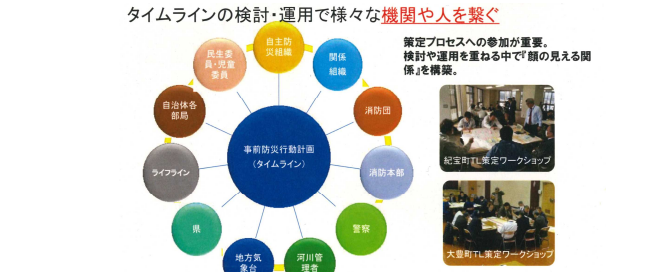 タイムラインの検討・運用で様々な機関や人を繋ぐ
策定プロセスへの参加が重要。
検討や運用を重ねる中で『顔の見える関
係』を構築。
自主防
災組織
関係
組織
消防団
消防本部
警察
河川管
理者
地方気
象台
県
ライフライン
自治体各
部局
民生委
員・児童
委員
事前防災行動計画
(タイムライン)
紀宝町TL策定ワークショップ
大豊町TL策定ワークショップ